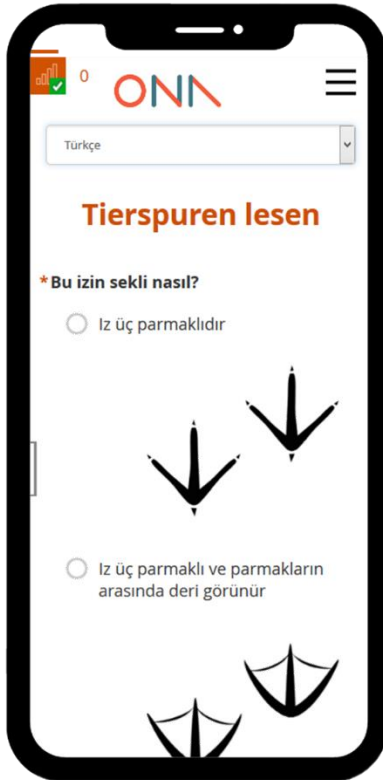 0
ONA
Türkçe
Tierspuren lesen
*Bu izin sekli nasıl?
Iz üç parmaklıdır
Iz üç parmaklı ve parmakların
arasında deri görünür